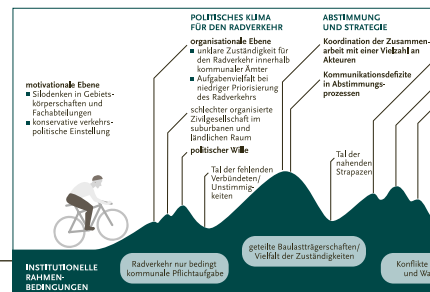 POLITISCHES KLIMA
FÜR DEN RADVERKEHR
organisationale Ebene
■ unklare Zuständigkeit für
den Radverkehr innerhalb
kommunaler Ämter
■ Aufgabenvielfalt bei
niedriger Priorisierung
des Radverkehrs
schlechter organisierte
Zivilgesellschaft im
suburbanen und
ländlichen Raum
politischer Wille
Tal der fehlenden
Verbündeten/
Unstimmig-
keiten
ABSTIMMUNG
UND STRATEGIE
Koordination der Zusammen-
arbeit mit einer Vielzahl an
Akteuren
Kommunikationsdefizite
in Abstimmungs-
prozessen
Tal der
nahenden
Strapazen
motivationale Ebene
■ Silodenken in Gebiets-
körperschaften und
Fachabteilungen
■ konservative verkehrs-
politische Einstellung
INSTITUTIONELLE
RAHMEN-
BEDINGUNGEN
Radverkehr nur bedingt
kommunale Pflichtaufgabe
geteilte Baulastträgerschaften/
Vielfalt der Zuständigkeiten
Konflikte
und Wa